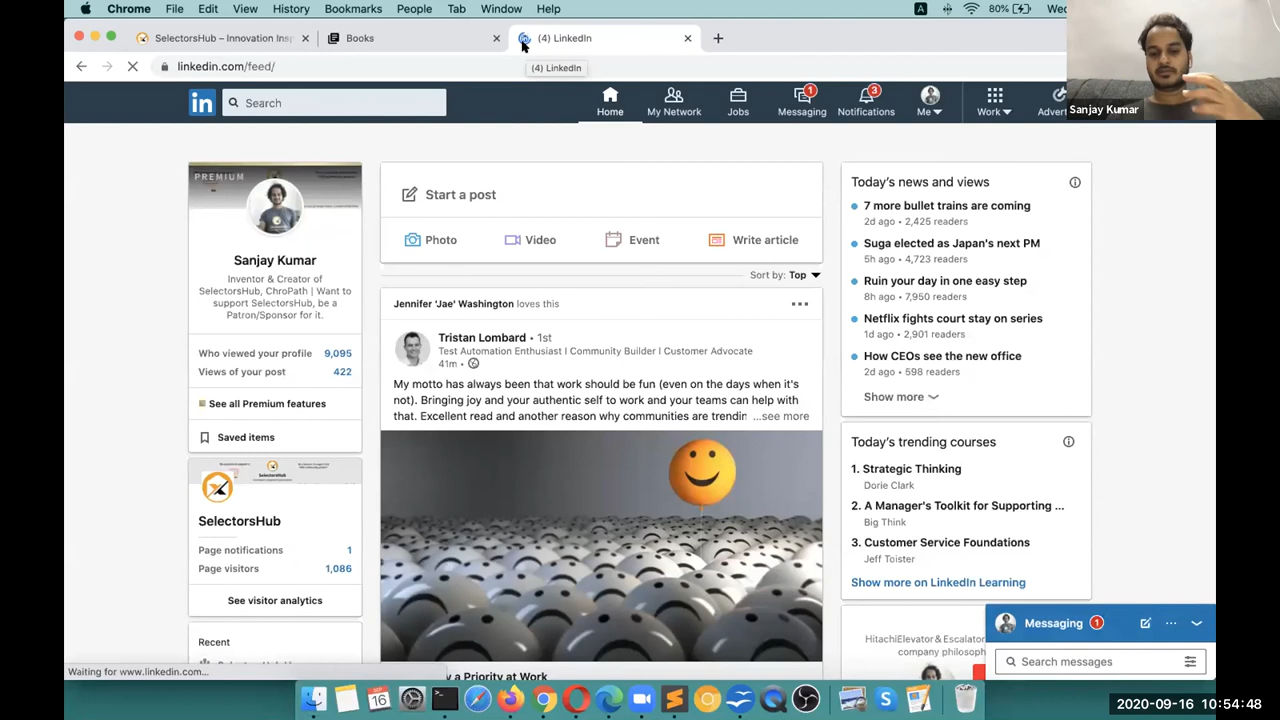 Chrome File Edit View History Bookmarks People Tab Window Help
A 80% Wed
SelectorsHub – Innovation Insp
Books
(4) LinkedIn
linkedin.com/feed/
(4) LinkedIn
Sanjay Kumar
in
Search
Home
My Network
Jobs
1
Messaging
3
Notifications
Me
Work
Advert
PREMIUM
Sanjay Kumar
Inventor & Creator of
SelectorsHub, ChroPath | Want to
support SelectorsHub, be a
Patron/Sponsor for it.
Who viewed your profile 9,095
Views of your post 422
See all Premium features
Saved items
SelectorsHub
Page notifications 1
Page visitors 1,086
See visitor analytics
Recent
Start a post
Photo
Video
Event
Write article
Sort by: Top
Jennifer 'Jae' Washington loves this
Tristan Lombard • 1st
Test Automation Enthusiast | Community Builder | Customer Advocate
41m •
My motto has always been that work should be fun (even on the days when it's
not). Bringing joy and your authentic self to work and your teams can help with
that. Excellent read and another reason why communities are trendin ...see more
y a Priority at Work
Today's news and views
7 more bullet trains are coming
2d ago • 2,425 readers
Suga elected as Japan's next PM
5h ago • 4,723 readers
Ruin your day in one easy step
8h ago • 7,950 readers
Netflix fights court stay on series
1d ago • 2,901 readers
How CEOs see the new office
2d ago • 598 readers
Show more
Today's trending courses
1. Strategic Thinking
Dorie Clark
2. A Manager's Toolkit for Supporting ...
Big Think
3. Customer Service Foundations
Jeff Toister
Show more on LinkedIn Learning
HitachiElevator & Escalator
company philosoph
Messaging 1
Search messages
Waiting for www.linkedin.com...
16
2020-09-16 10:54:48